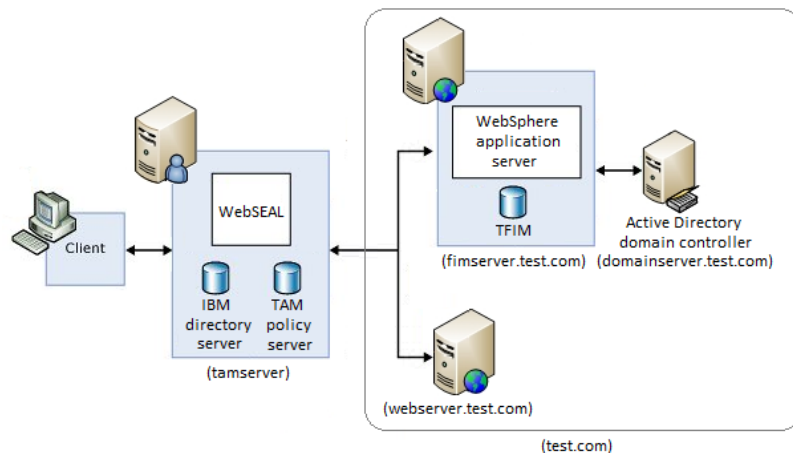 Client
WebSEAL
IBM
directory
server
TAM
policy
server
(tamserver)
WebSphere
application
server
TFIM
(fimserver.test.com)
Active Directory
domain controller
(domainserver.test.com)
(webserver.test.com)
(test.com)